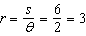 r = s/θ = 6/2 = 3